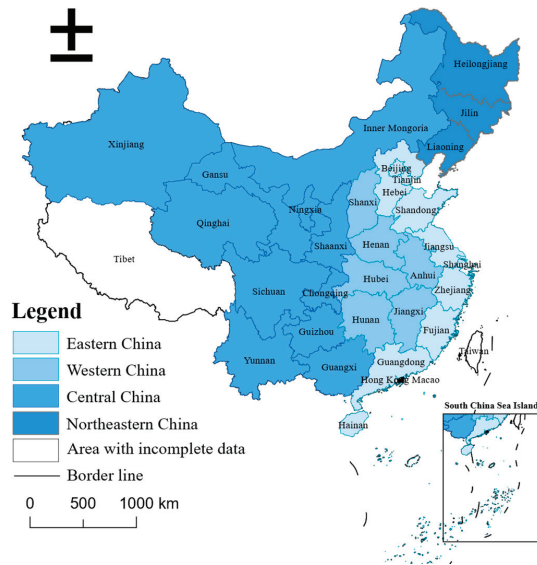 Heilongjiang
Jilin
Inner Mongoria
Liaoning
Xinjiang
Beijing
Tianjin
Gansu
Hebei
Shanxi
Ningxia
Shandong
Qinghai
Shaanxi
Henan
Jiangsu
Tibet
Shanghai
Anhui
Hubei
Sichuan
Chongqing
Zhejiang
Legend
Hunan
Jiangxi
Guizhou
Fujian
Eastern China
Taiwan
Yunnan
Guangxi
Guangdong
Western China
Hong Kong Macao
Central China
South China Sea Island
Northeastern China
Hainan
Area with incomplete data
Border line
0 500 1000 km